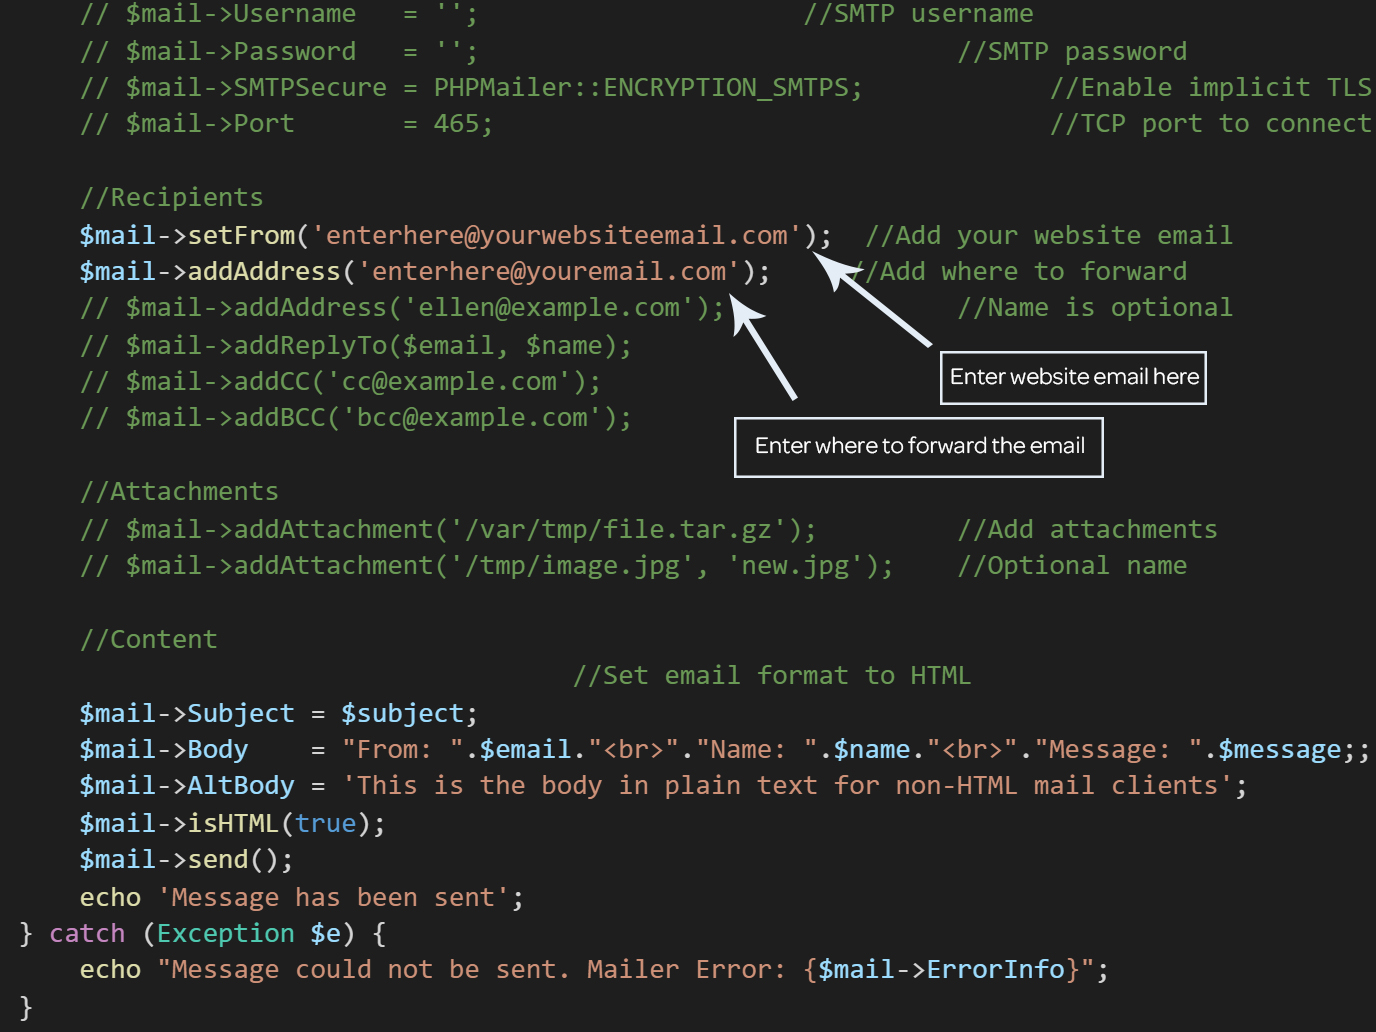 // $mail->Username   = '';                     //SMTP username
// $mail->Password   = '';                               //SMTP password
// $mail->SMTPSecure = PHPMailer::ENCRYPTION_SMTPS;            //Enable implicit TLS
// $mail->Port       = 465;                                    //TCP port to connect
//Recipients
$mail->setFrom('enterhere@yourwebsiteemail.com');  //Add your website email
$mail->addAddress('enterhere@youremail.com');     //Add where to forward
// $mail->addAddress('ellen@example.com');               //Name is optional
// $mail->addReplyTo($email, $name);
Enter website email here
// $mail->addCC('cc@example.com');
// $mail->addBCC('bcc@example.com');
Enter where to forward the email
//Attachments
// $mail->addAttachment('/var/tmp/file.tar.gz');         //Add attachments
// $mail->addAttachment('/tmp/image.jpg', 'new.jpg');    //Optional name
//Content
//Set email format to HTML
$mail->Subject = $subject;
$mail->Body    = "From: ".$email."<br>"."Name: ".$name."<br>"."Message: ".$message;;
$mail->AltBody = 'This is the body in plain text for non-HTML mail clients';
$mail->isHTML(true);
$mail->send();
echo 'Message has been sent';
} catch (Exception $e) {
echo "Message could not be sent. Mailer Error: {$mail->ErrorInfo}";
}